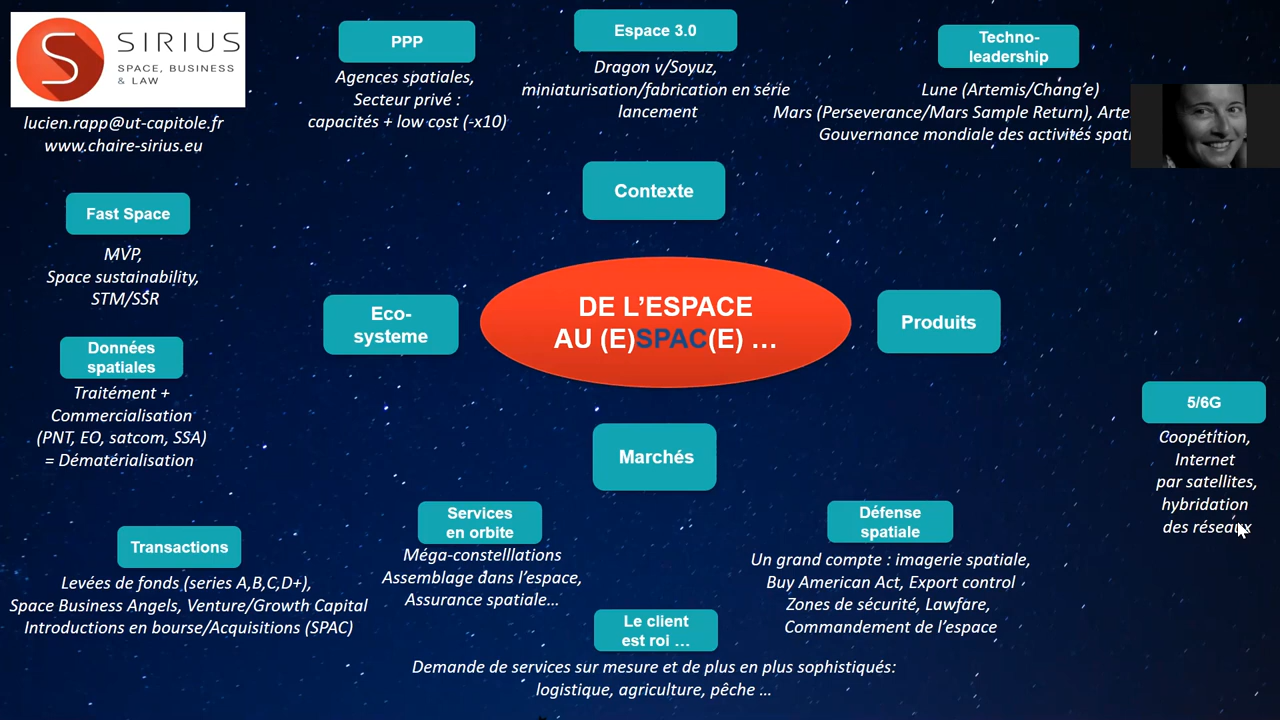 SIRIUS
SPACE, BUSINESS
& LAW
lucien.rapp@ut-capitole.fr
www.chaire-sirius.eu
PPP
Agences spatiales,
Secteur privé :
capacités + low cost (-x10)
Espace 3.0
Dragon v/Soyuz,
miniaturisation/fabrication en série
lancement
Techno-
leadership
Lune (Artemis/Chang’e)
Mars (Perseverance/Mars Sample Return), Arte
Gouvernance mondiale des activités spati
Contexte
Fast Space
MVP,
Space sustainability,
STM/SSR
Eco-
systeme
DE L’ESPACE
AU (E)SPAC(E) …
Produits
Données
spatiales
Traitément +
Commercialisation
(PNT, EO, satcom, SSA)
= Dématérialisation
5/6G
Coopétition,
Internet
par satellites,
hybridation
des réseaux
Marchés
Transactions
Levées de fonds (series A,B,C,D+),
Space Business Angels, Venture/Growth Capital
Introductions en bourse/Acquisitions (SPAC)
Services
en orbite
Méga-constelllations
Assemblage dans l’espace,
Assurance spatiale…
Défense
spatiale
Un grand compte : imagerie spatiale,
Buy American Act, Export control
Zones de sécurité, Lawfare,
Commandement de l’espace
Le client
est roi …
Demande de services sur mesure et de plus en plus sophistiqués:
logistique, agriculture, pêche …